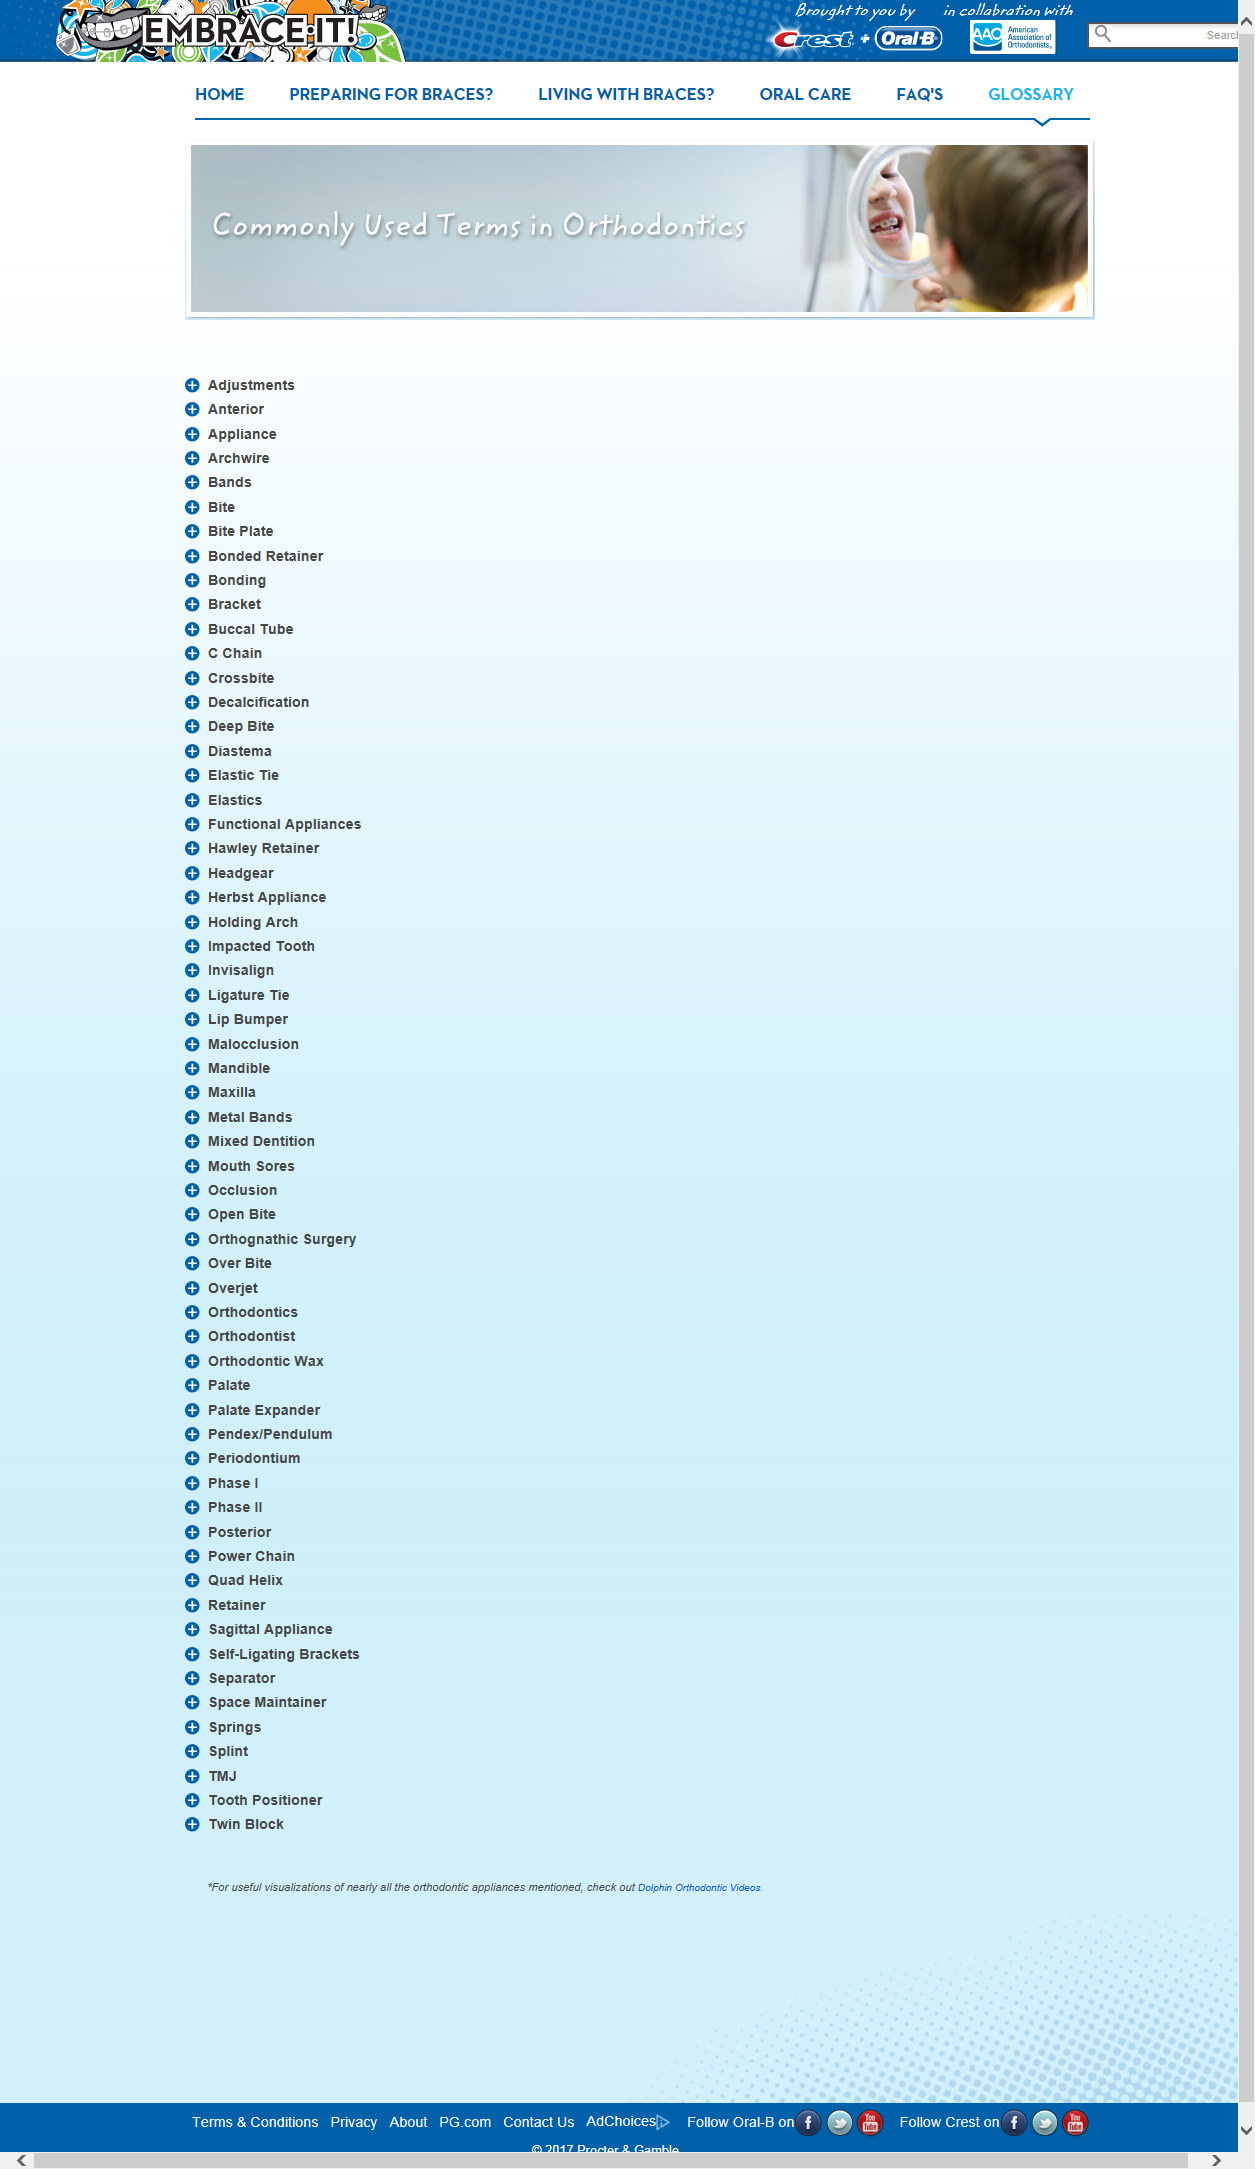 EMBRACE·IT!
Brought to you by
in collabration with
Crest + Oral-B
AAO American Association of Orthodontists
HOME PREPARING FOR BRACES? LIVING WITH BRACES? ORAL CARE FAQ'S GLOSSARY
Commonly Used Terms in Orthodontics
Adjustments
Anterior
Appliance
Archwire
Bands
Bite
Bite Plate
Bonded Retainer
Bonding
Bracket
Buccal Tube
C Chain
Crossbite
Decalcification
Deep Bite
Diastema
Elastic Tie
Elastics
Functional Appliances
Hawley Retainer
Headgear
Herbst Appliance
Holding Arch
Impacted Tooth
Invisalign
Ligature Tie
Lip Bumper
Malocclusion
Mandible
Maxilla
Metal Bands
Mixed Dentition
Mouth Sores
Occlusion
Open Bite
Orthognathic Surgery
Over Bite
Overjet
Orthodontics
Orthodontist
Orthodontic Wax
Palate
Palate Expander
Pendex/Pendulum
Periodontium
Phase I
Phase II
Posterior
Power Chain
Quad Helix
Retainer
Sagittal Appliance
Self-Ligating Brackets
Separator
Space Maintainer
Springs
Splint
TMJ
Tooth Positioner
Twin Block
*For useful visualizations of nearly all the orthodontic appliances mentioned, check out Dolphin Orthodontic Videos.
Terms & Conditions Privacy About PG.com Contact Us AdChoices Follow Oral-B on f You Tube Follow Crest on f You Tube
© 2017 Procter & Gamble